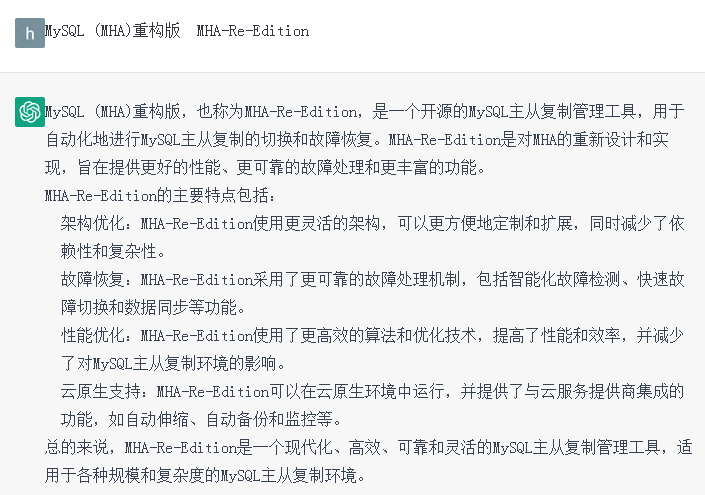 h
MySQL (MHA)重构版  MHA-Re-Edition
MySQL (MHA)重构版，也称为MHA-Re-Edition，是一个开源的MySQL主从复制管理工具，用于
自动化地进行MySQL主从复制的切换和故障恢复。MHA-Re-Edition是对MHA的重新设计和实
现，旨在提供更好的性能、更可靠的故障处理和更丰富的功能。
MHA-Re-Edition的主要特点包括：
架构优化：MHA-Re-Edition使用更灵活的架构，可以更方便地定制和扩展，同时减少了依
赖性和复杂性。
故障恢复：MHA-Re-Edition采用了更可靠的故障处理机制，包括智能化故障检测、快速故
障切换和数据同步等功能。
性能优化：MHA-Re-Edition使用了更高效的算法和优化技术，提高了性能和效率，并减少
了对MySQL主从复制环境的影响。
云原生支持：MHA-Re-Edition可以在云原生环境中运行，并提供了与云服务提供商集成的
功能，如自动伸缩、自动备份和监控等。
总的来说，MHA-Re-Edition是一个现代化、高效、可靠和灵活的MySQL主从复制管理工具，适
用于各种规模和复杂度的MySQL主从复制环境。